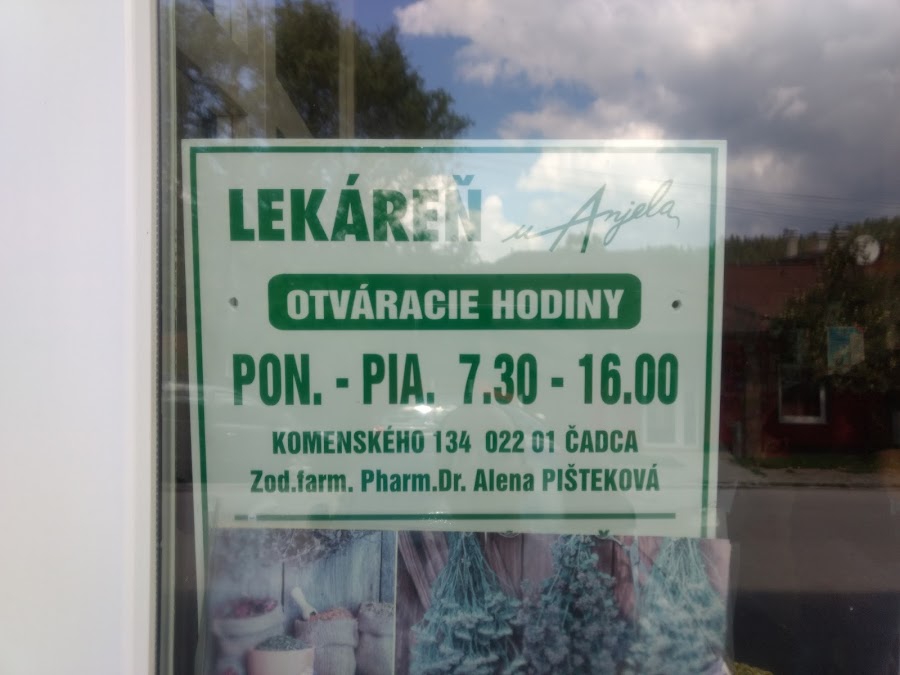 LEKÁREŇ u Anjela
OTVÁRACIE HODINY
PON. - PIA. 7.30 - 16.00
KOMENSKÉHO 134 022 01 ČADCA
Zod.farm. Pharm.Dr. Alena PIŠTEKOVÁ